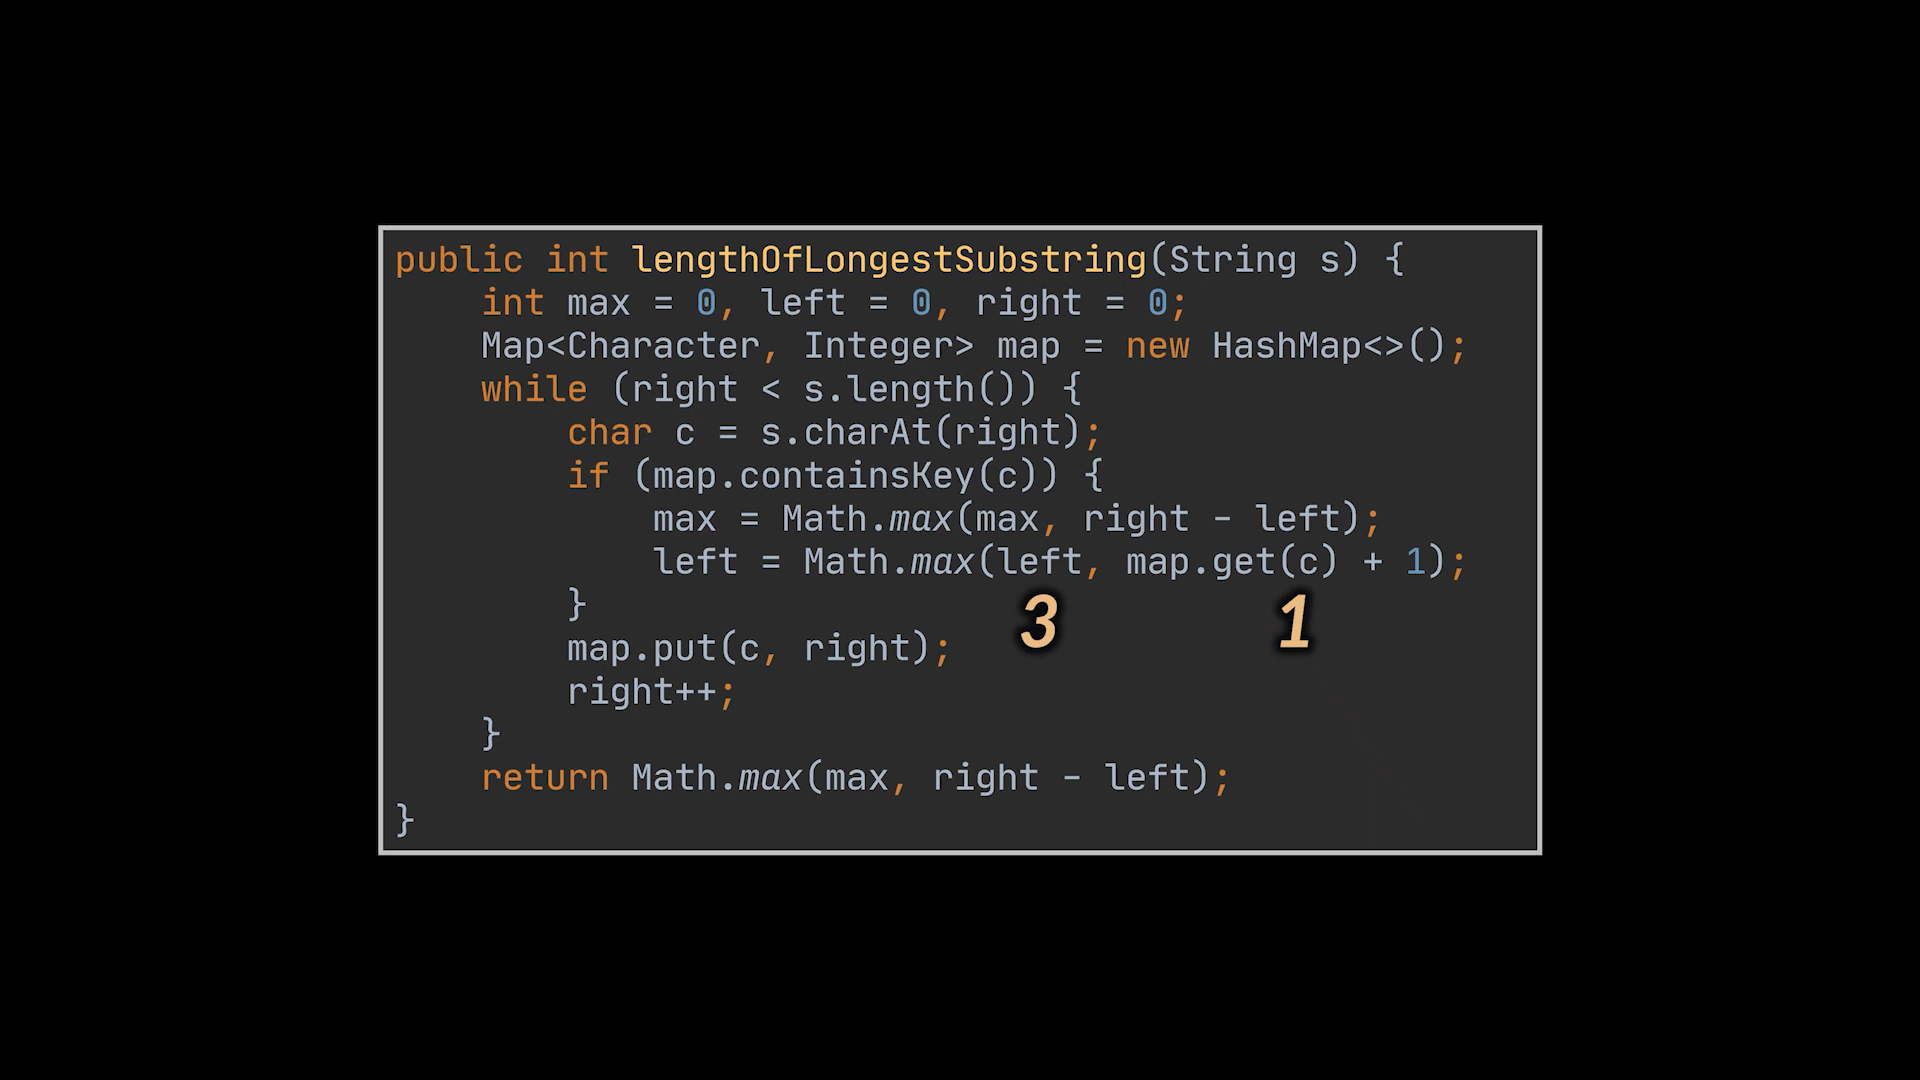 public int lengthOfLongestSubstring(String s) {
int max = 0, left = 0, right = 0;
Map<Character, Integer> map = new HashMap<>();
while (right < s.length()) {
char c = s.charAt(right);
if (map.containsKey(c)) {
max = Math.max(max, right - left);
left = Math.max(left, map.get(c) + 1);
}
3 1
map.put(c, right);
right++;
}
return Math.max(max, right - left);
}